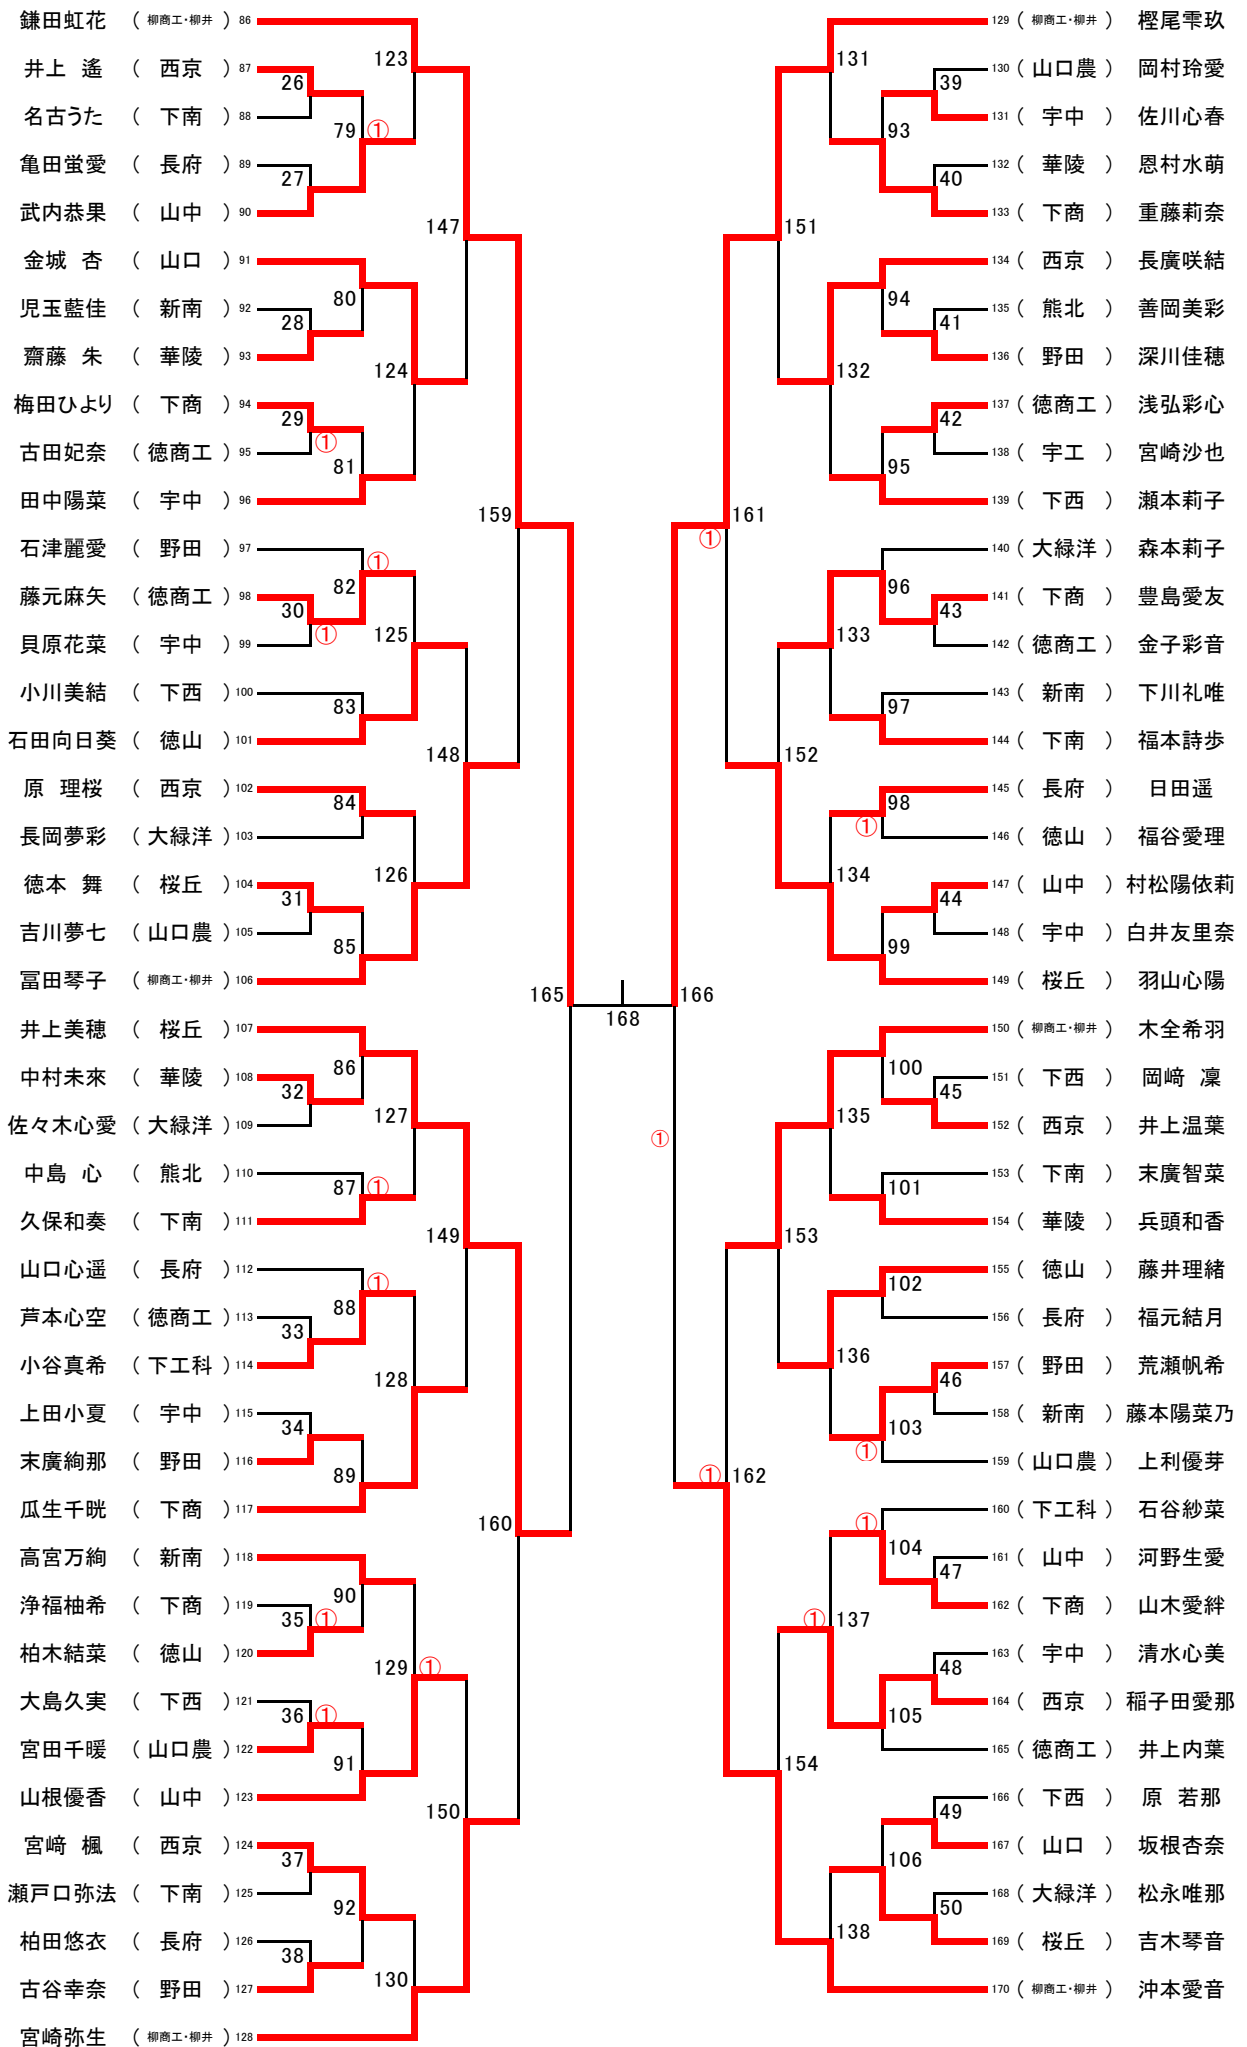 鎌田虹花 （ 柳商工・柳井 ） 86
井上 遙 （ 西京 ） 87
名古うた （ 下南 ） 88
亀田蛍愛 （ 長府 ） 89
武内恭果 （ 山中 ） 90
金城 杏 （ 山口 ） 91
児玉藍佳 （ 新南 ） 92
齋藤 朱 （ 華陵 ） 93
梅田ひより （ 下商 ） 94
古田妃奈 （ 徳商工 ） 95
田中陽菜 （ 宇中 ） 96
石津麗愛 （ 野田 ） 97
藤元麻矢 （ 徳商工 ） 98
貝原花菜 （ 宇中 ） 99
小川美結 （ 下西 ） 100
石田向日葵 （ 徳山 ） 101
原 理桜 （ 西京 ） 102
長岡夢彩 （ 大緑洋 ） 103
徳本 舞 （ 桜丘 ） 104
吉川夢七 （ 山口農 ） 105
冨田琴子 （ 柳商工・柳井 ） 106
井上美穂 （ 桜丘 ） 107
中村未來 （ 華陵 ） 108
佐々木心愛 （ 大緑洋 ） 109
中島 心 （ 熊北 ） 110
久保和奏 （ 下南 ） 111
山口心遥 （ 長府 ） 112
芦本心空 （ 徳商工 ） 113
小谷真希 （ 下工科 ） 114
上田小夏 （ 宇中 ） 115
末廣絢那 （ 野田 ） 116
瓜生千晄 （ 下商 ） 117
高宮万絢 （ 新南 ） 118
浄福柚希 （ 下商 ） 119
柏木結菜 （ 徳山 ） 120
大島久実 （ 下西 ） 121
宮田千暖 （ 山口農 ） 122
山根優香 （ 山中 ） 123
宮﨑 楓 （ 西京 ） 124
瀬戸口弥法 （ 下南 ） 125
柏田悠衣 （ 長府 ） 126
古谷幸奈 （ 野田 ） 127
宮崎弥生 （ 柳商工・柳井 ） 128
26
27
28
29
①
30
①
31
32
33
34
35
①
36
①
37
38
79
①
80
81
82
①
83
84
85
86
87
①
88
①
89
90
91
92
123
124
125
126
127
128
129
①
130
147
148
149
150
159
160
165
168
166
①
161
①
162
①
151
152
153
154
131
132
133
134
135
136
137
①
138
93
94
95
96
97
98
①
99
100
101
102
103
①
104
①
105
106
39
40
41
42
43
44
45
46
47
48
49
50
129 （ 柳商工・柳井 ） 樫尾雫玖
130 （ 山口農 ） 岡村玲愛
131 （ 宇中 ） 佐川心春
132 （ 華陵 ） 恩村水萌
133 （ 下商 ） 重藤莉奈
134 （ 西京 ） 長廣咲結
135 （ 熊北 ） 善岡美彩
136 （ 野田 ） 深川佳穂
137 （ 徳商工 ） 浅弘彩心
138 （ 宇工 ） 宮崎沙也
139 （ 下西 ） 瀬本莉子
140 （ 大緑洋 ） 森本莉子
141 （ 下商 ） 豊島愛友
142 （ 徳商工 ） 金子彩音
143 （ 新南 ） 下川礼唯
144 （ 下南 ） 福本詩歩
145 （ 長府 ） 日田遥
146 （ 徳山 ） 福谷愛理
147 （ 山中 ） 村松陽依莉
148 （ 宇中 ） 白井友里奈
149 （ 桜丘 ） 羽山心陽
150 （ 柳商工・柳井 ） 木全希羽
151 （ 下西 ） 岡﨑 凜
152 （ 西京 ） 井上温葉
153 （ 下南 ） 末廣智菜
154 （ 華陵 ） 兵頭和香
155 （ 徳山 ） 藤井理緒
156 （ 長府 ） 福元結月
157 （ 野田 ） 荒瀬帆希
158 （ 新南 ） 藤本陽菜乃
159 （ 山口農 ） 上利優芽
160 （ 下工科 ） 石谷紗菜
161 （ 山中 ） 河野生愛
162 （ 下商 ） 山木愛絆
163 （ 宇中 ） 清水心美
164 （ 西京 ） 稲子田愛那
165 （ 徳商工 ） 井上内葉
166 （ 下西 ） 原 若那
167 （ 山口 ） 坂根杏奈
168 （ 大緑洋 ） 松永唯那
169 （ 桜丘 ） 吉木琴音
170 （ 柳商工・柳井 ） 沖本愛音